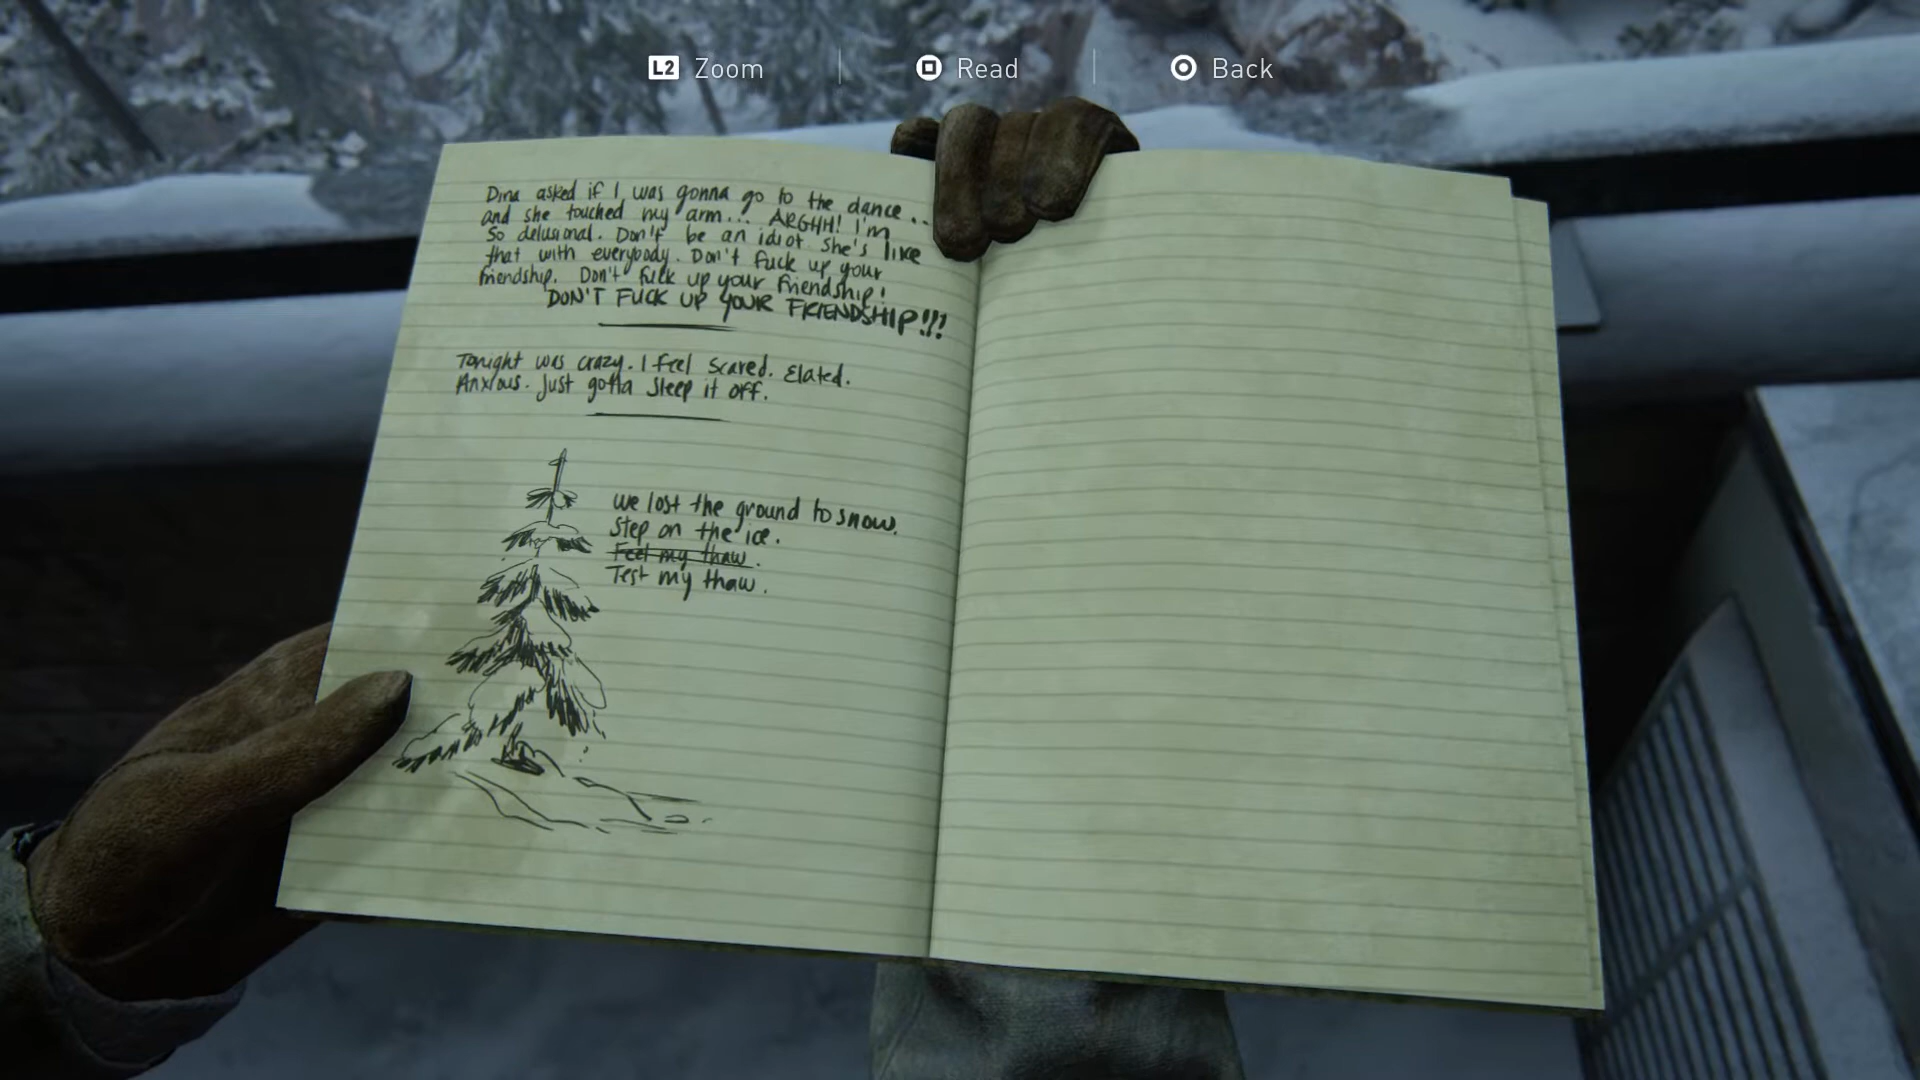 L2 Zoom
Read
Back
Dina asked if I was gonna go to the dance..
and she touched my arm... ARGHH! I'm
So delusional. Don't be an idiot. She's like
that with everybody. Don't fuck up your
friendship. Don't fuck up your friendship!
DON'T FUCK UP YOUR FRIENDSHIP!!!
Tonight was crazy. I feel scared. Elated.
Anxious. Just gotta sleep it off.
We lost the ground to snow.
Step on the ice.
Feel my thaw.
Test my thaw.